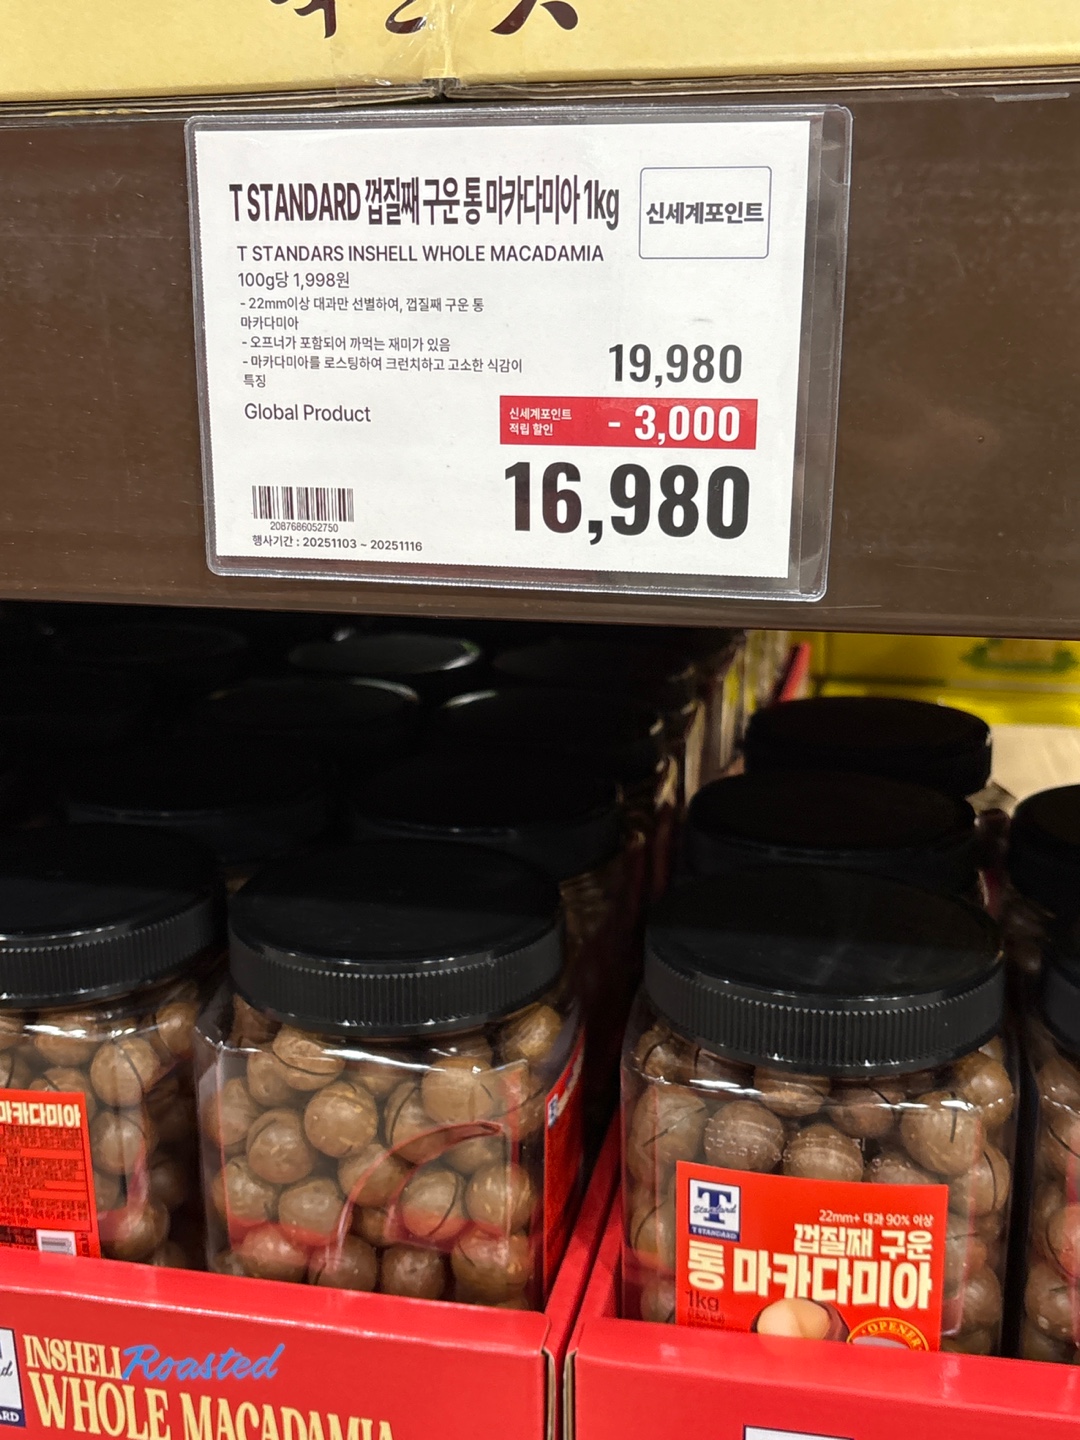 T STANDARD 껍질째 구운 통 마카다미아 1kg
신세계포인트
T STANDARS INSHELL WHOLE MACADAMIA
100g당 1,998원
- 22mm이상 대과만 선별하여, 껍질째 구운 통
마카다미아
- 오프너가 포함되어 까먹는 재미가 있음
- 마카다미아를 로스팅하여 크런치하고 고소한 식감이
특징
Global Product
19,980
신세계포인트
적립 할인
- 3,000
16,980
2087686052750
행사기간 : 20251103 ~ 20251116
마카다미아
T
Standard
T STANDARD
22mm+ 대과 90% 이상
껍질째 구운
통 마카다미아
1kg
OPENER
INSHELL Roasted
WHOLE MACADAMIA